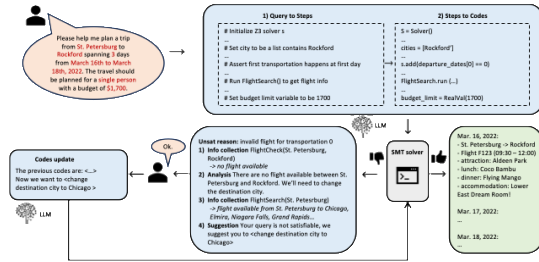 Please help me plan a trip
from St. Petersburg to
Rockford spanning 3 days
from March 16th to March
18th, 2022. The travel should
be planned for a single person
with a budget of $1,700.
1) Query to Steps
# Initialize Z3 solver s
...
# Set city to be a list contains Rockford
...
# Assert first transportation happens at first day
...
# Run FlightSearch() to get flight info
...
# Set budget limit variable to be 1700
2) Steps to Codes
S = Solver()
...
cities = ['Rockford']
...
s.add(departure_dates[0] == 0)
...
FlightSearch.run (...)
...
budget_limit = RealVal(1700)
LLM
Codes update
The previous codes are: <...>
Now we want to <change
destination city to Chicago >
LLM
Ok.
Unsat reason: invalid flight for transportation 0
1) Info collection FlightCheck(St. Petersburg,
Rockford)
-> no flight available
2) Analysis There are no flight available between St.
Petersburg and Rockford. We'll need to change
the destination city.
3) Info collection FlightSearch(St. Petersburg)
-> flight available from St. Petersburg to Chicago,
Elmira, Niagara Falls, Grand Rapids...
4) Suggestion Your query is not satisfiable, we
suggest you to <change destination city to
Chicago>
SMT solver
Mar. 16, 2022:
- St. Petersburg -> Rockford
- Flight F123 (09:30 – 12:00)
- attraction: Aldeen Park
- lunch: Coco Bambu
- dinner: Flying Mango
- accommodation: Lower
East Dream Room!
Mar. 17, 2022:
...
Mar. 18, 2022:
...